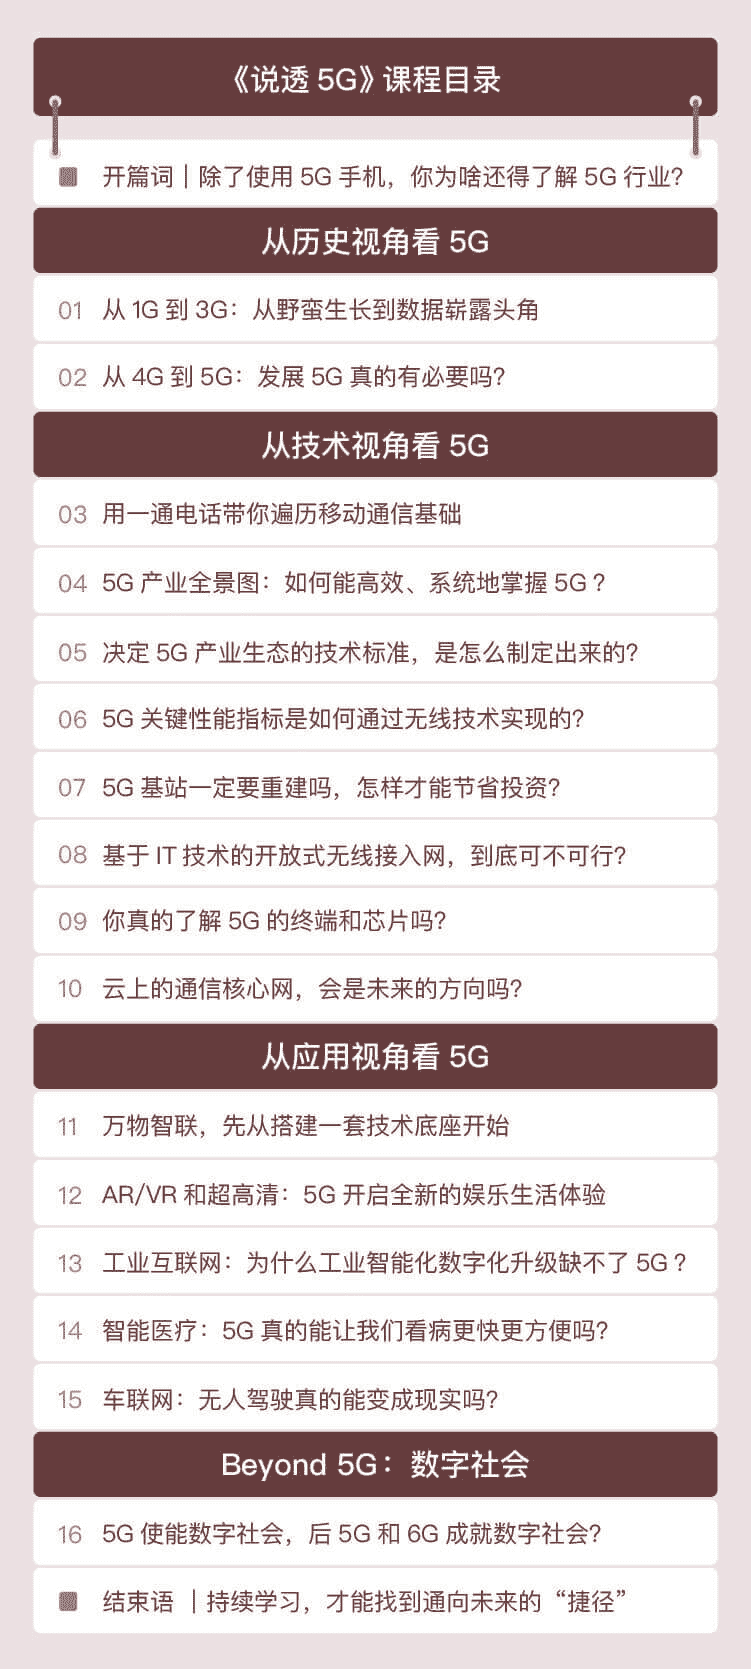 《说透 5G》课程目录
开篇词｜除了使用 5G 手机，你为啥还得了解 5G 行业？
从历史视角看 5G
01 从 1G 到 3G：从野蛮生长到数据崭露头角
02 从 4G 到 5G：发展 5G 真的有必要吗？
从技术视角看 5G
03 用一通电话带你遍历移动通信基础
04 5G 产业全景图：如何能高效、系统地掌握 5G？
05 决定 5G 产业生态的技术标准，是怎么制定出来的？
06 5G 关键性能指标是如何通过无线技术实现的？
07 5G 基站一定要重建吗，怎样才能节省投资？
08 基于 IT 技术的开放式无线接入网，到底可不可行？
09 你真的了解 5G 的终端和芯片吗？
10 云上的通信核心网，会是未来的方向吗？
从应用视角看 5G
11 万物智联，先从搭建一套技术底座开始
12 AR/VR 和超高清：5G 开启全新的娱乐生活体验
13 工业互联网：为什么工业智能化数字化升级缺不了 5G？
14 智能医疗：5G 真的能让我们看病更快更方便吗？
15 车联网：无人驾驶真的能变成现实吗？
Beyond 5G：数字社会
16 5G 使能数字社会，后 5G 和 6G 成就数字社会？
结束语 ｜持续学习，才能找到通向未来的“捷径”